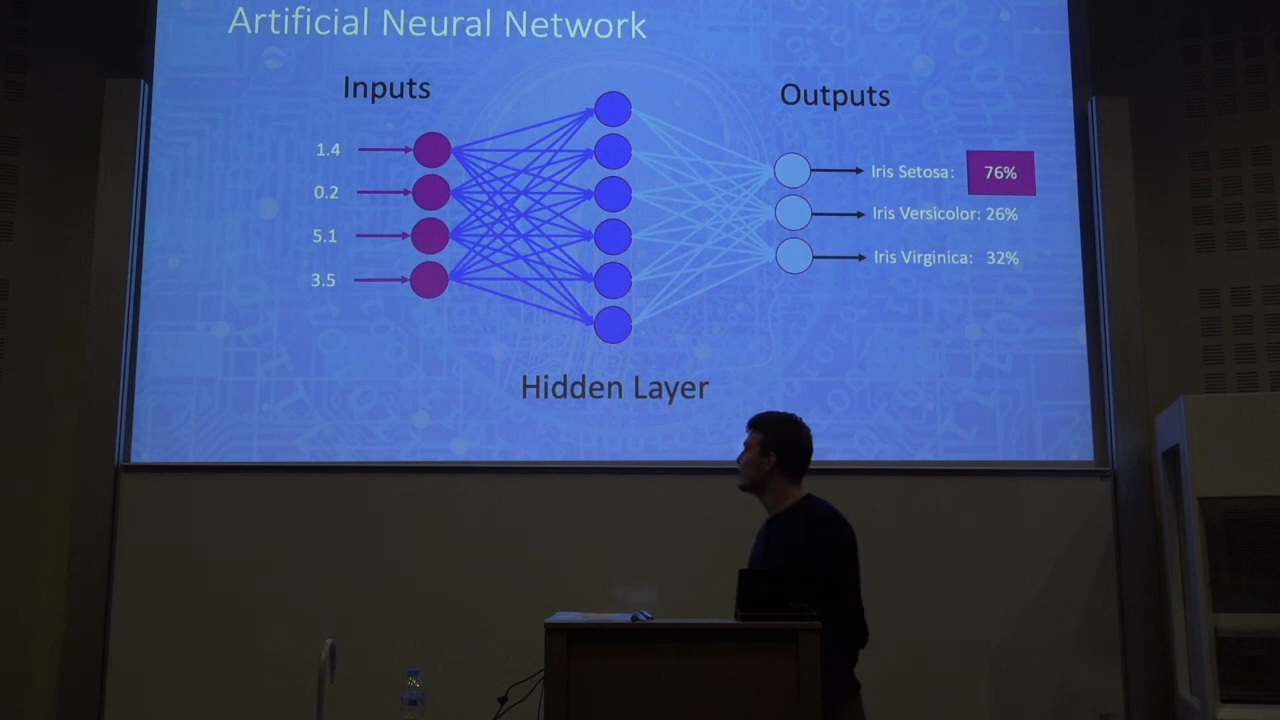 Artificial Neural Network
Inputs
Outputs
1.4
0.2
5.1
3.5
Iris Setosa: 76%
Iris Versicolor: 26%
Iris Virginica: 32%
Hidden Layer